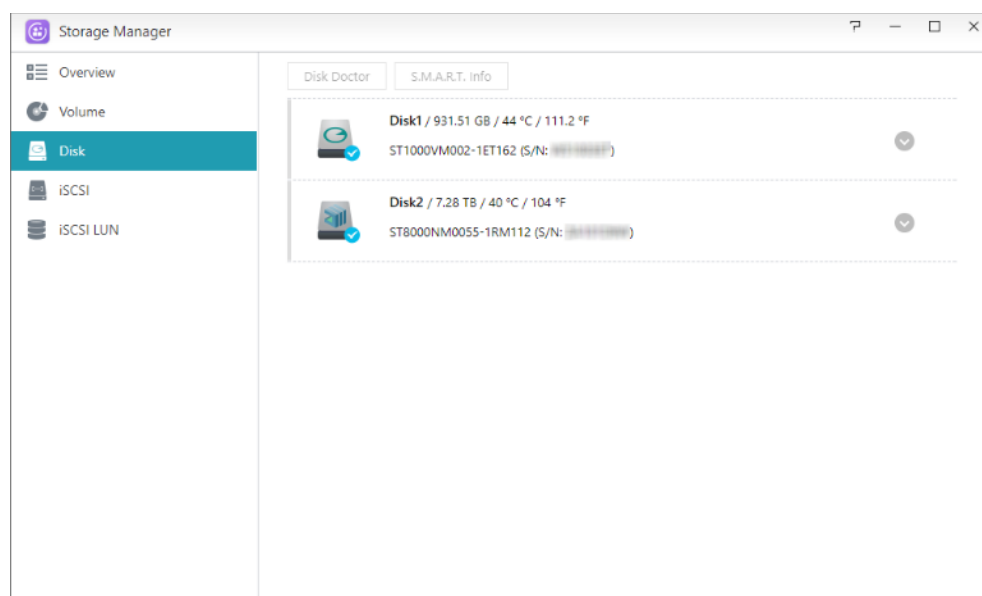 Storage Manager
Overview
Volume
Disk
iSCSI
iSCSI LUN
Disk Doctor
S.M.A.R.T. Info
Disk1 / 931.51 GB / 44 °C / 111.2 °F
ST1000VM002-1ET162 (S/N: )
Disk2 / 7.28 TB / 40 °C / 104 °F
ST8000NM0055-1RM112 (S/N: )